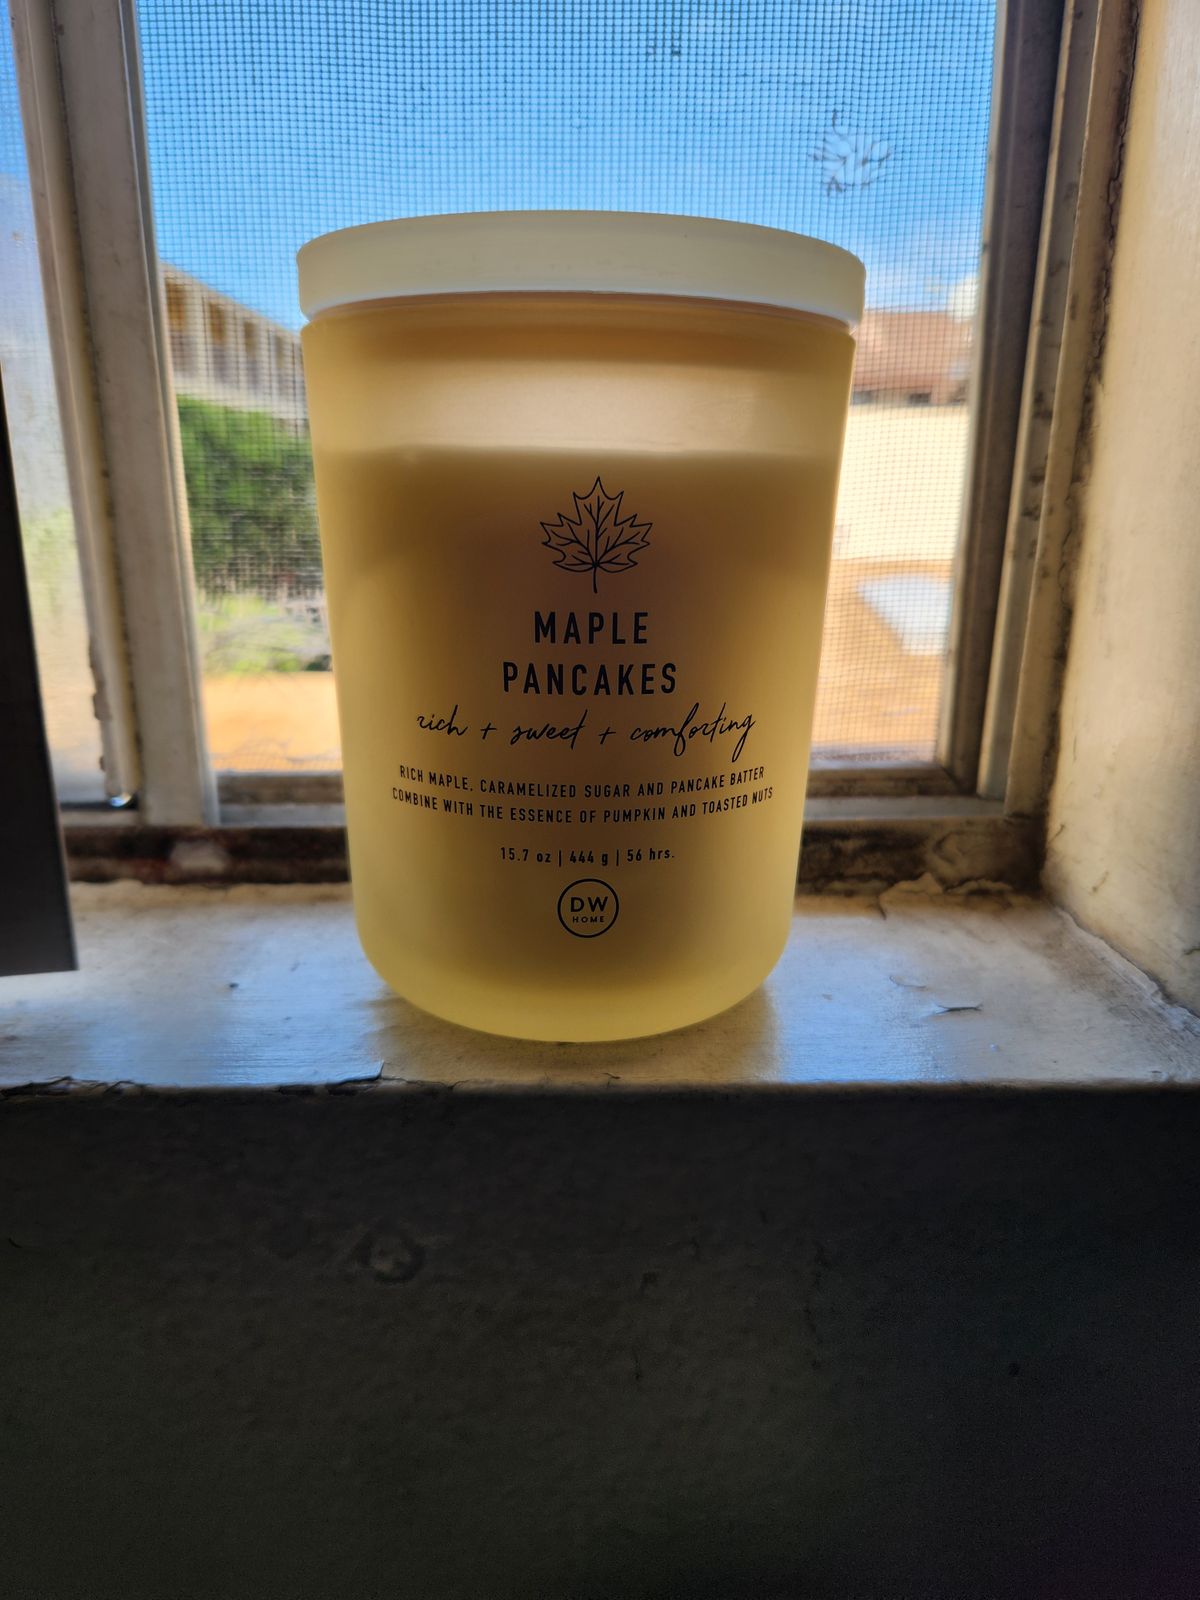 MAPLE
PANCAKES
rich + sweet + comforting
RICH MAPLE, CARAMELIZED SUGAR AND PANCAKE BATTER
COMBINE WITH THE ESSENCE OF PUMPKIN AND TOASTED NUTS
15.7 oz | 444 g | 56 hrs.
DW
HOME